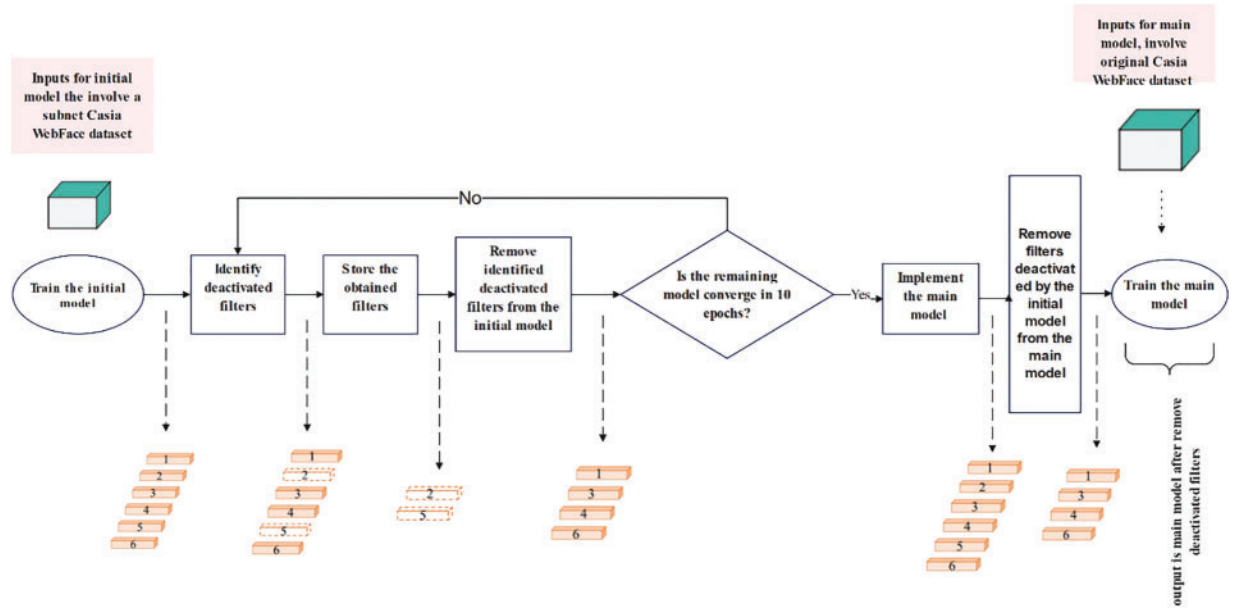 Inputs for initial
model the involve a
subnet Casia
WebFace dataset
Inputs for main
model, involve
original Casia
WebFace dataset
No
Train the initial
model
Identify
deactivated
filters
Store the
obtained
filters
Remove
identified
deactivated
filters from the
initial model
Is the remaining
model converge in 10
epochs?
Yes
Implement
the main
model
Remove
filters
deactivat
ed by the
initial
model
from the
main
model
Train the main
model
1
2
3
4
5
6
1
2
3
4
5
6
2
5
1
3
4
6
1
2
3
4
5
6
1
3
4
6
output is main model after remove
deactivated filters